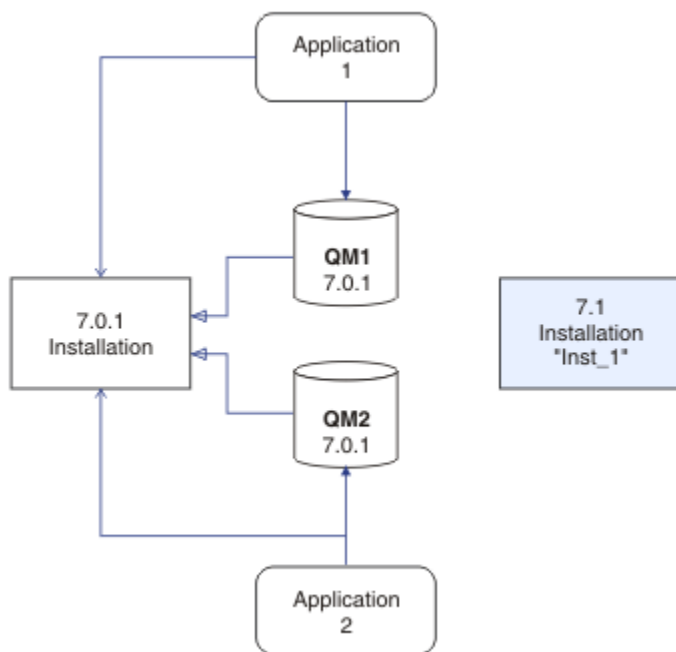 Application
1
QM1
7.0.1
7.0.1
Installation
7.1
Installation
"Inst_1"
QM2
7.0.1
Application
2